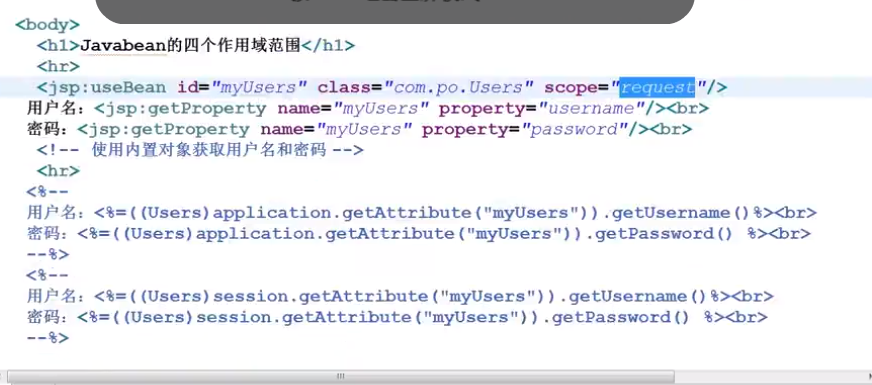 <body>
<h1>Javabean的四个作用域范围</h1>
<hr>
<jsp:useBean id="myUsers" class="com.po.Users" scope="request"/>
用户名：<jsp:getProperty name="myUsers" property="username"/><br>
密码：<jsp:getProperty name="myUsers" property="password"/><br>
<!-- 使用内置对象获取用户名和密码 -->
<hr>
<%--
用户名：<%=((Users)application.getAttribute("myUsers")).getUsername()%><br>
密码：<%=((Users)application.getAttribute("myUsers")).getPassword() %><br>
--%>
<%--
用户名：<%=((Users)session.getAttribute("myUsers")).getUsername()%><br>
密码：<%=((Users)session.getAttribute("myUsers")).getPassword() %><br>
--%>